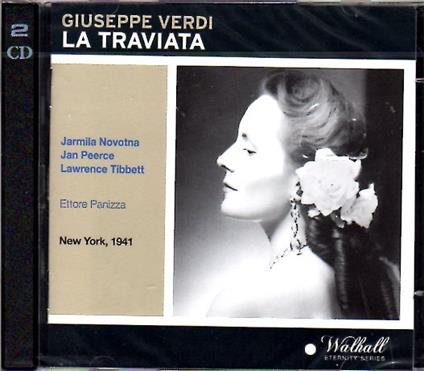 2
CD
GIUSEPPE VERDI
LA TRAVIATA
Jarmila Novotna
Jan Peerce
Lawrence Tibbett
Ettore Panizza
New York, 1941
Walhall
ETERNITY SERIES